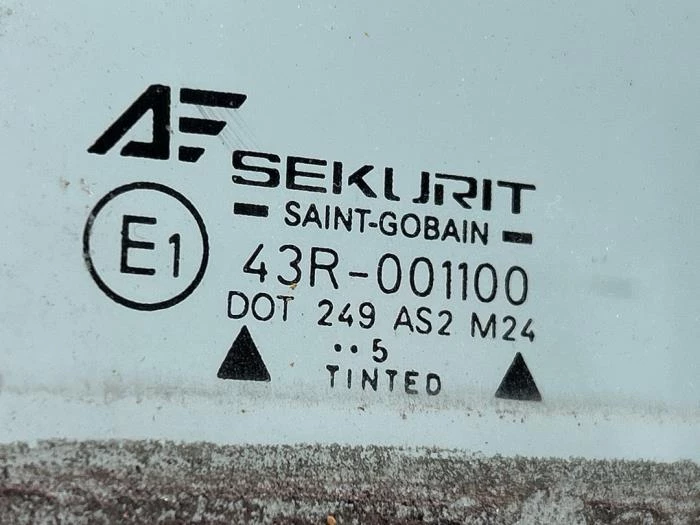 AF
SEKURIT
SAINT-GOBAIN
E1
43R-001100
DOT 249 AS2 M24
..5
TINTED